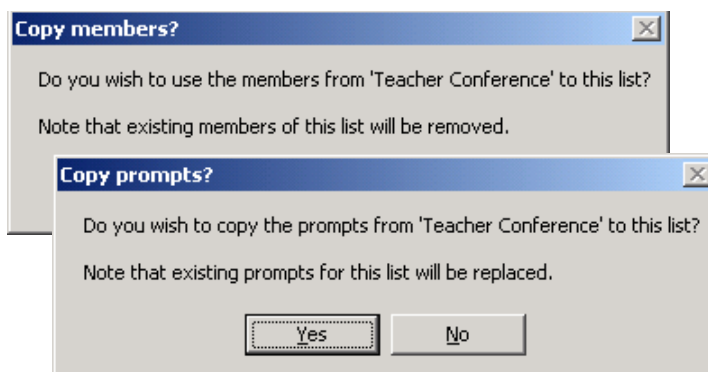 Copy members?
Do you wish to use the members from 'Teacher Conference' to this list?
Note that existing members of this list will be removed.
Copy prompts?
Do you wish to copy the prompts from 'Teacher Conference' to this list?
Note that existing prompts for this list will be replaced.
Yes No